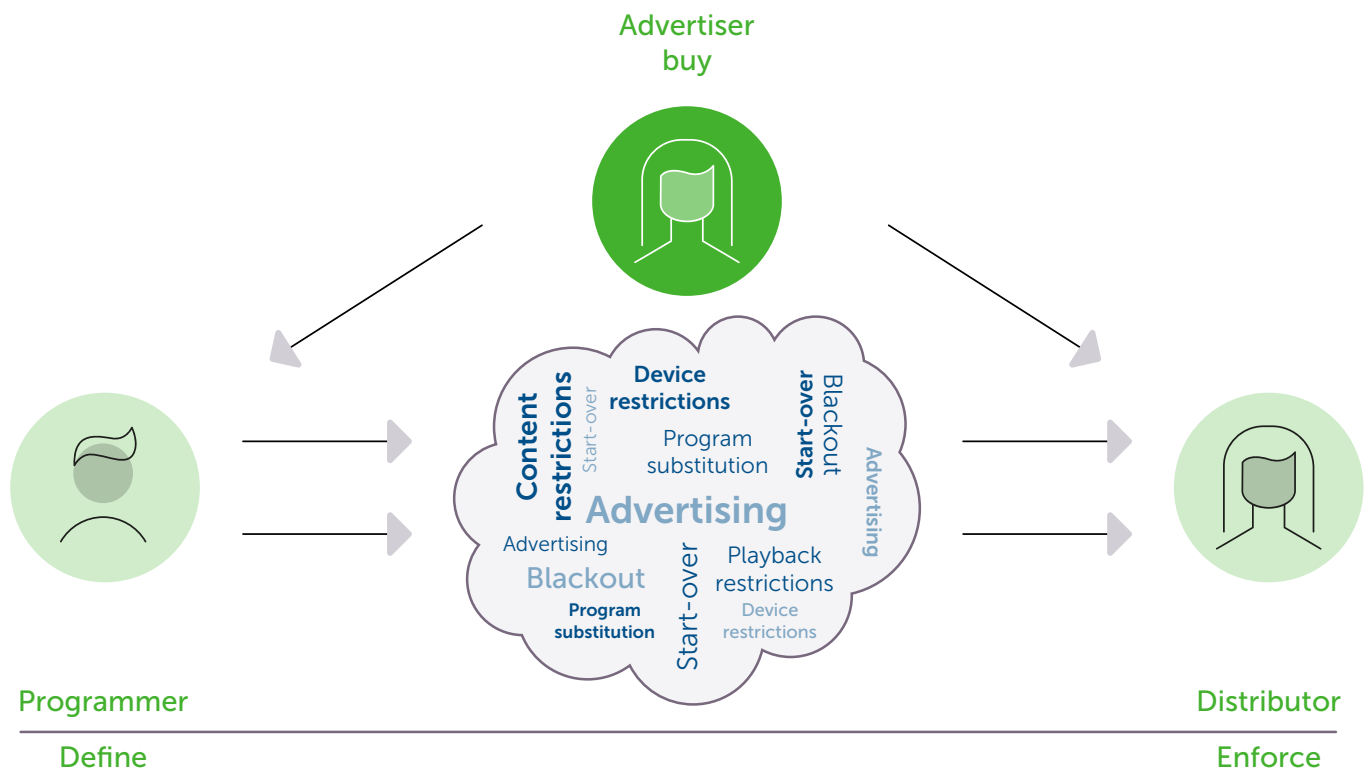 Advertiser
buy
Content
restrictions
Start-over
Device
restrictions
Program
substitution
Start-over
Blackout
Advertising
Advertising
Advertising
Blackout
Program
substitution
Start-over
Playback
restrictions
Device
restrictions
Programmer
Distributor
Define
Enforce